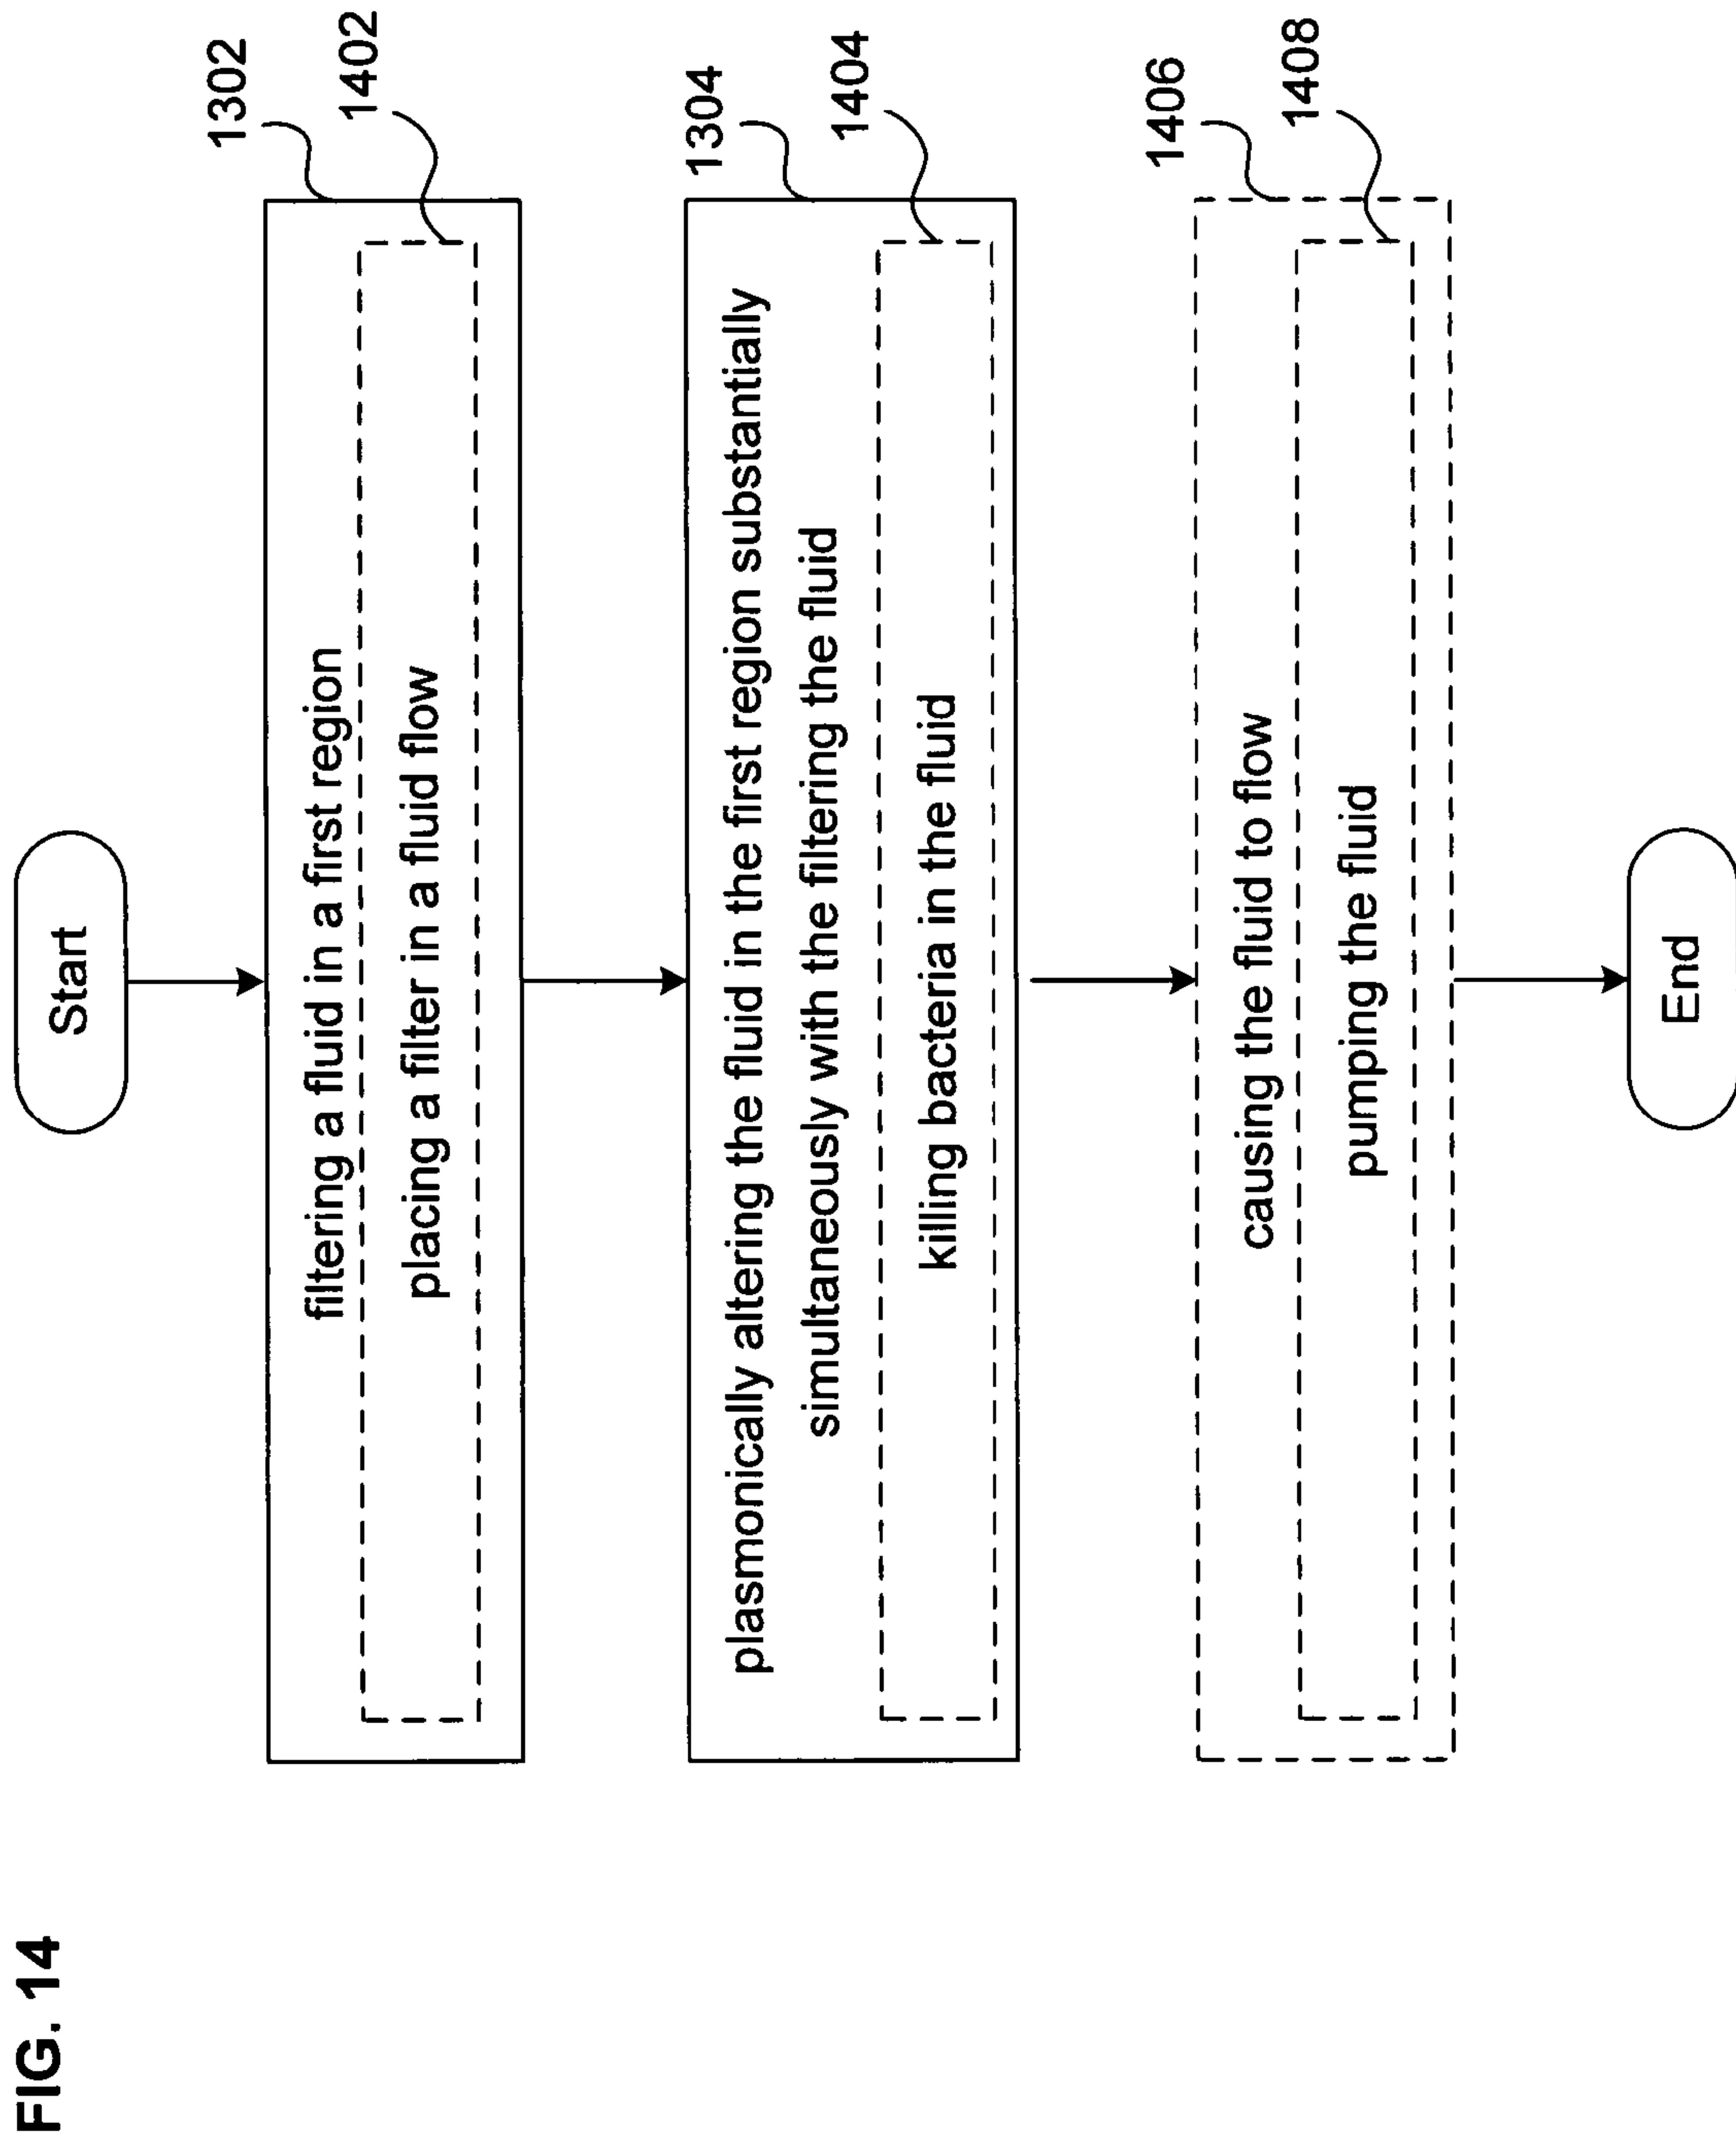 FIG. 14
Start
1302
filtering a fluid in a first region
1402
placing a filter in a fluid flow
1304
plasmonically altering the fluid in the first region substantially
simultaneously with the filtering the fluid
1404
killing bacteria in the fluid
1406
causing the fluid to flow
1408
pumping the fluid
End